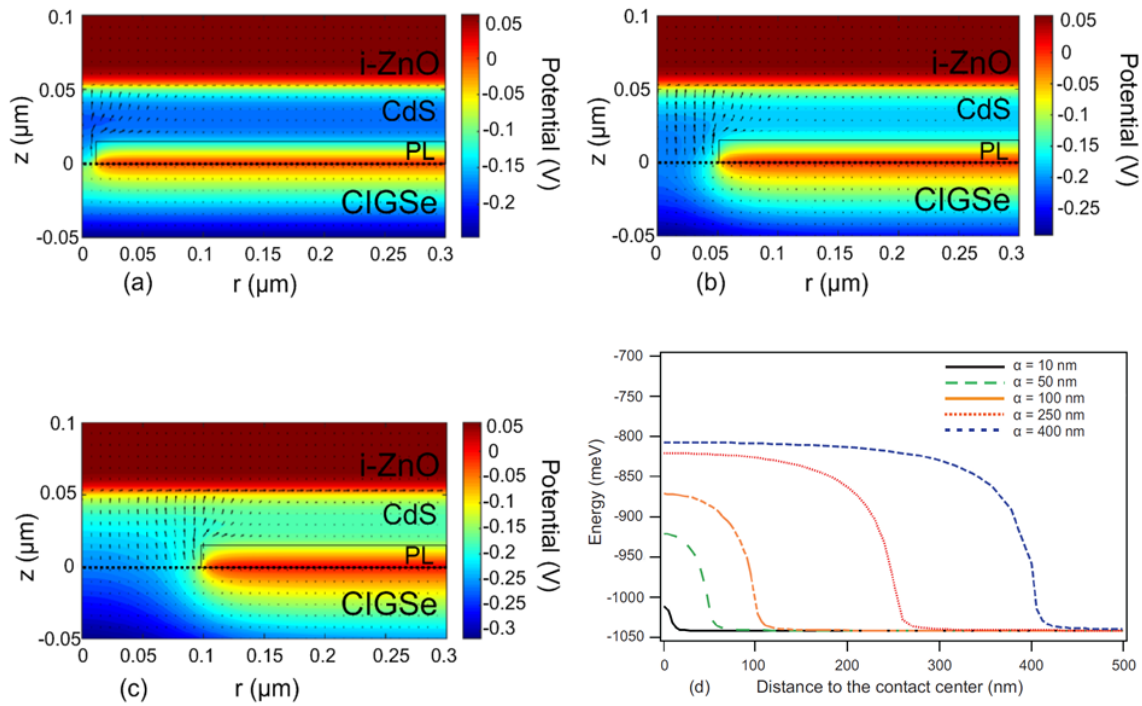 0.1
0.05
0
-0.05
z (µm)
i-ZnO
CdS
PL
CIGSe
0 0.05 0.1 0.15 0.2 0.25 0.3
(a) r (µm)
0.05
0
-0.05
-0.1
-0.15
-0.2
Potential (V)
0.1
0.05
0
-0.05
z (µm)
i-ZnO
CdS
PL
CIGSe
0 0.05 0.1 0.15 0.2 0.25 0.3
(b) r (µm)
0.05
0
-0.05
-0.1
-0.15
-0.2
-0.25
Potential (V)
0.1
0.05
0
-0.05
z (µm)
i-ZnO
CdS
PL
CIGSe
0 0.05 0.1 0.15 0.2 0.25 0.3
(c) r (µm)
0.05
0
-0.05
-0.1
-0.15
-0.2
-0.25
-0.3
Potential (V)
-700
-750
-800
-850
-900
-950
-1000
-1050
Energy (meV)
α = 10 nm
α = 50 nm
α = 100 nm
α = 250 nm
α = 400 nm
0 100 200 300 400 500
(d) Distance to the contact center (nm)